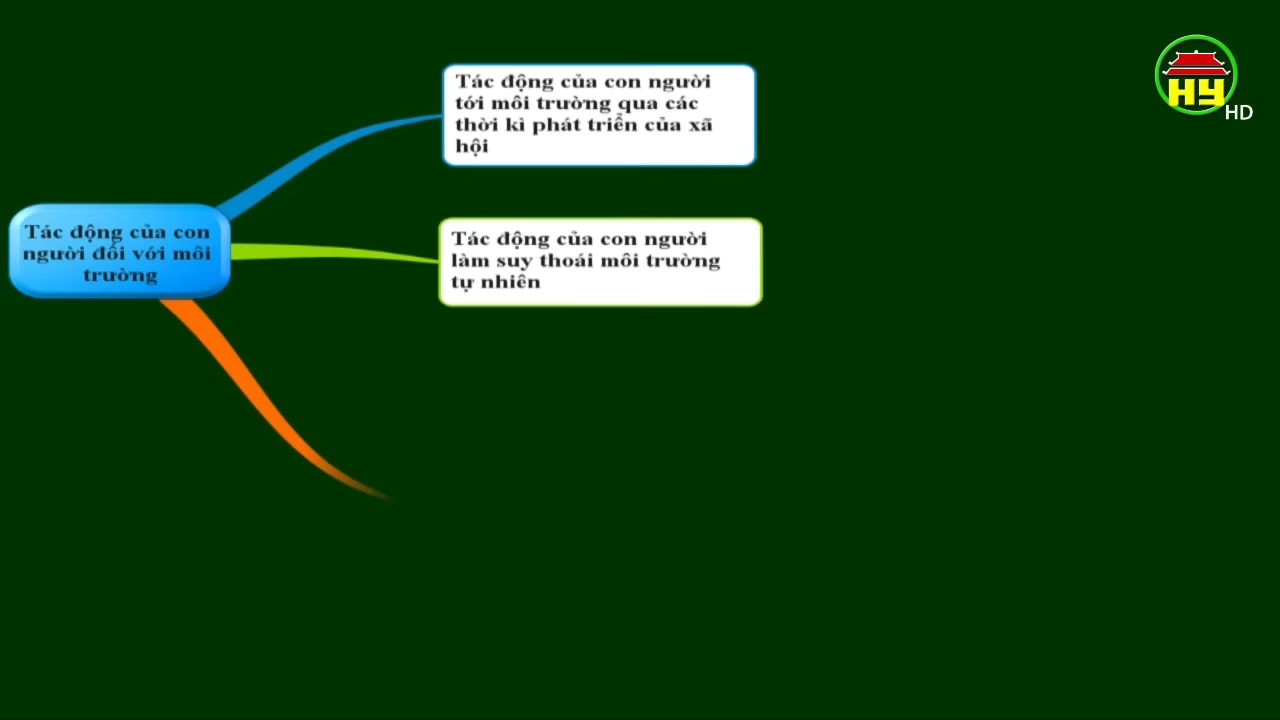 Tác động của con người
tới môi trường qua các
thời kì phát triển của xã
hội
HY
HD
Tác động của con
người đối với môi
trường
Tác động của con người
làm suy thoái môi trường
tự nhiên